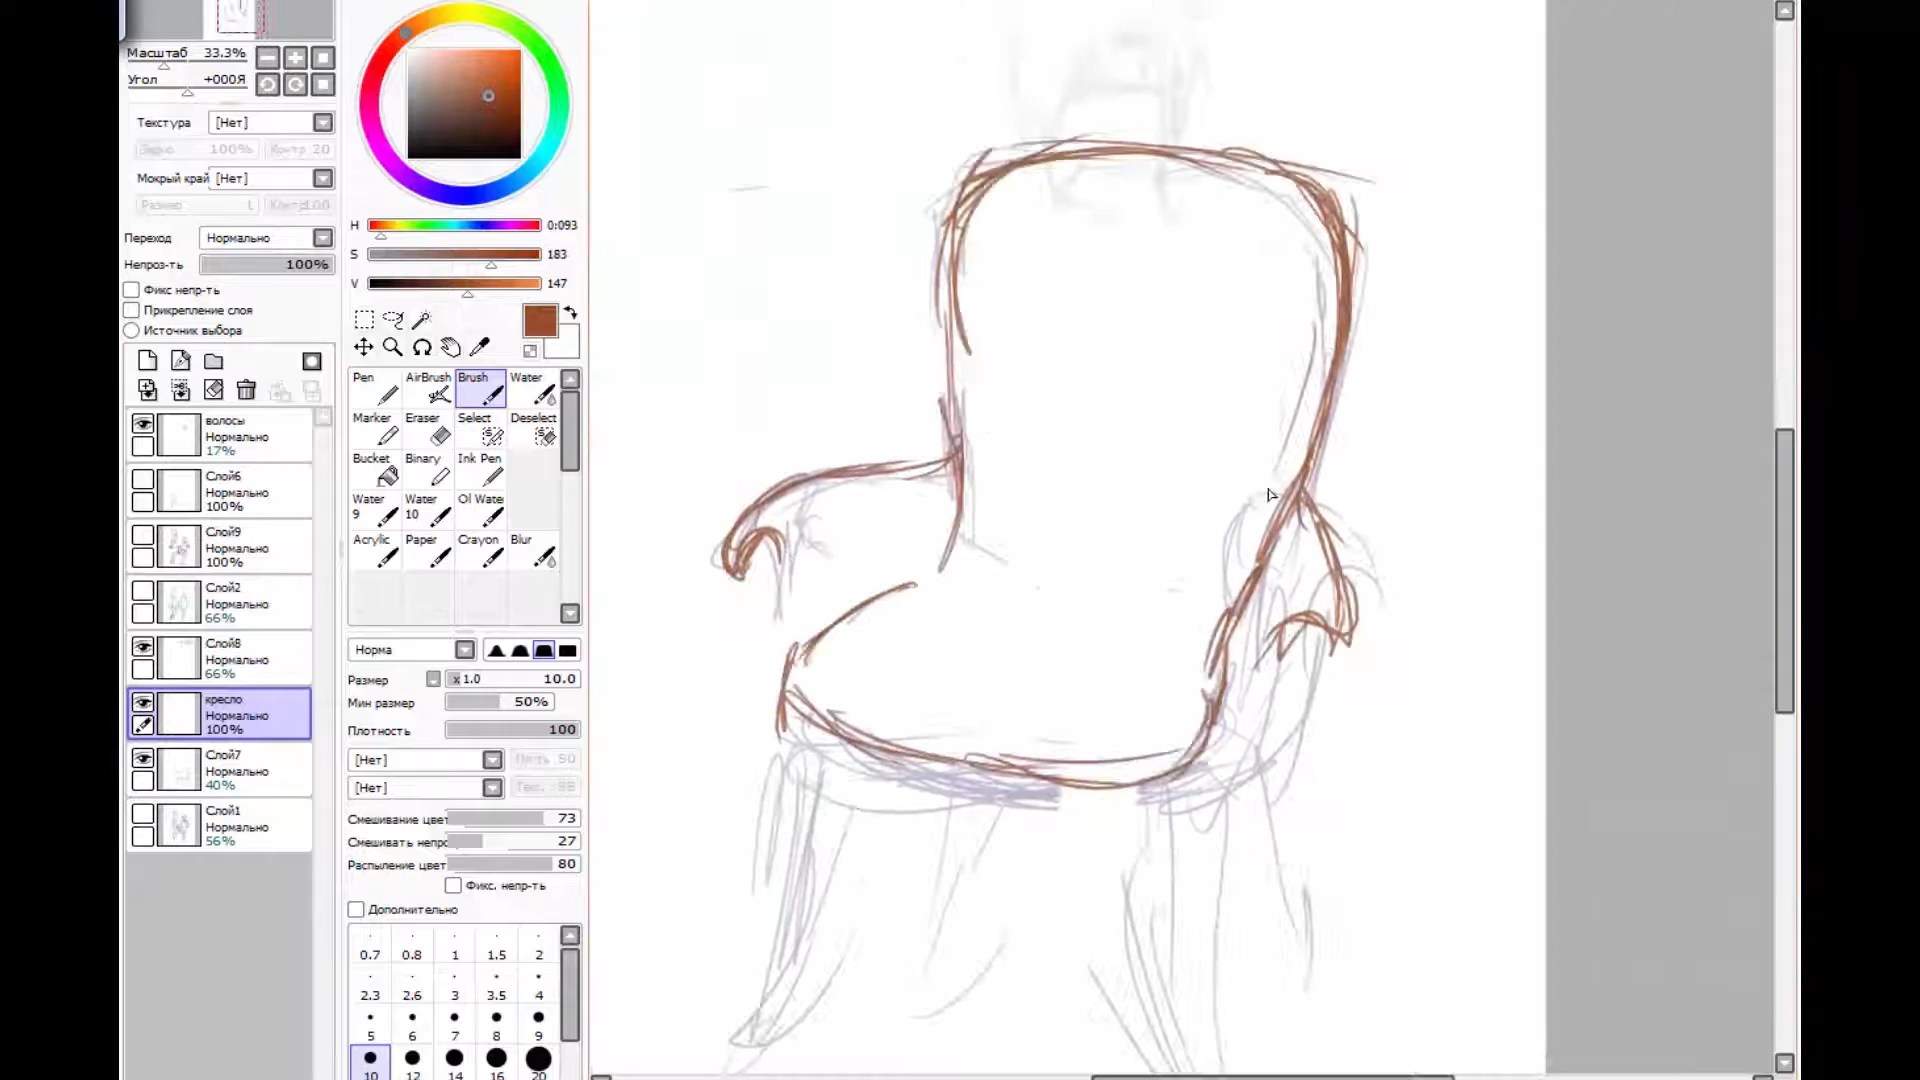 Масштаб 33.3%
Угол +000Я
Текстура [Нет]
100% Контр 20
Мокрый край [Нет]
Размер 1 Контр 100
Переход Нормально
Непроз-ть 100%
Фикс непр-ть
Прикрепление слоя
Источник выбора
волосы
Нормально
17%
Слой6
Нормально
100%
Слой9
Нормально
100%
Слой2
Нормально
66%
Слой8
Нормально
66%
кресло
Нормально
100%
Слой7
Нормально
40%
Слой1
Нормально
56%
H 0:093
S 183
V 147
Pen AirBrush Brush Water
Marker Eraser Select Deselect
Bucket Binary Ink Pen
Water 9 Water 10 Ol Wate
Acrylic Paper Crayon Blur
Норма
Размер x 1.0 10.0
Мин размер 50%
Плотность 100
[Нет] 50
[Нет]
Смешивание цвет 73
Смешивать непро 27
Распыление цвет 80
Фикс. непр-ть
Дополнительно
0.7 0.8 1 1.5 2
2.3 2.6 3 3.5 4
5 6 7 8 9
10 12 14 16 20